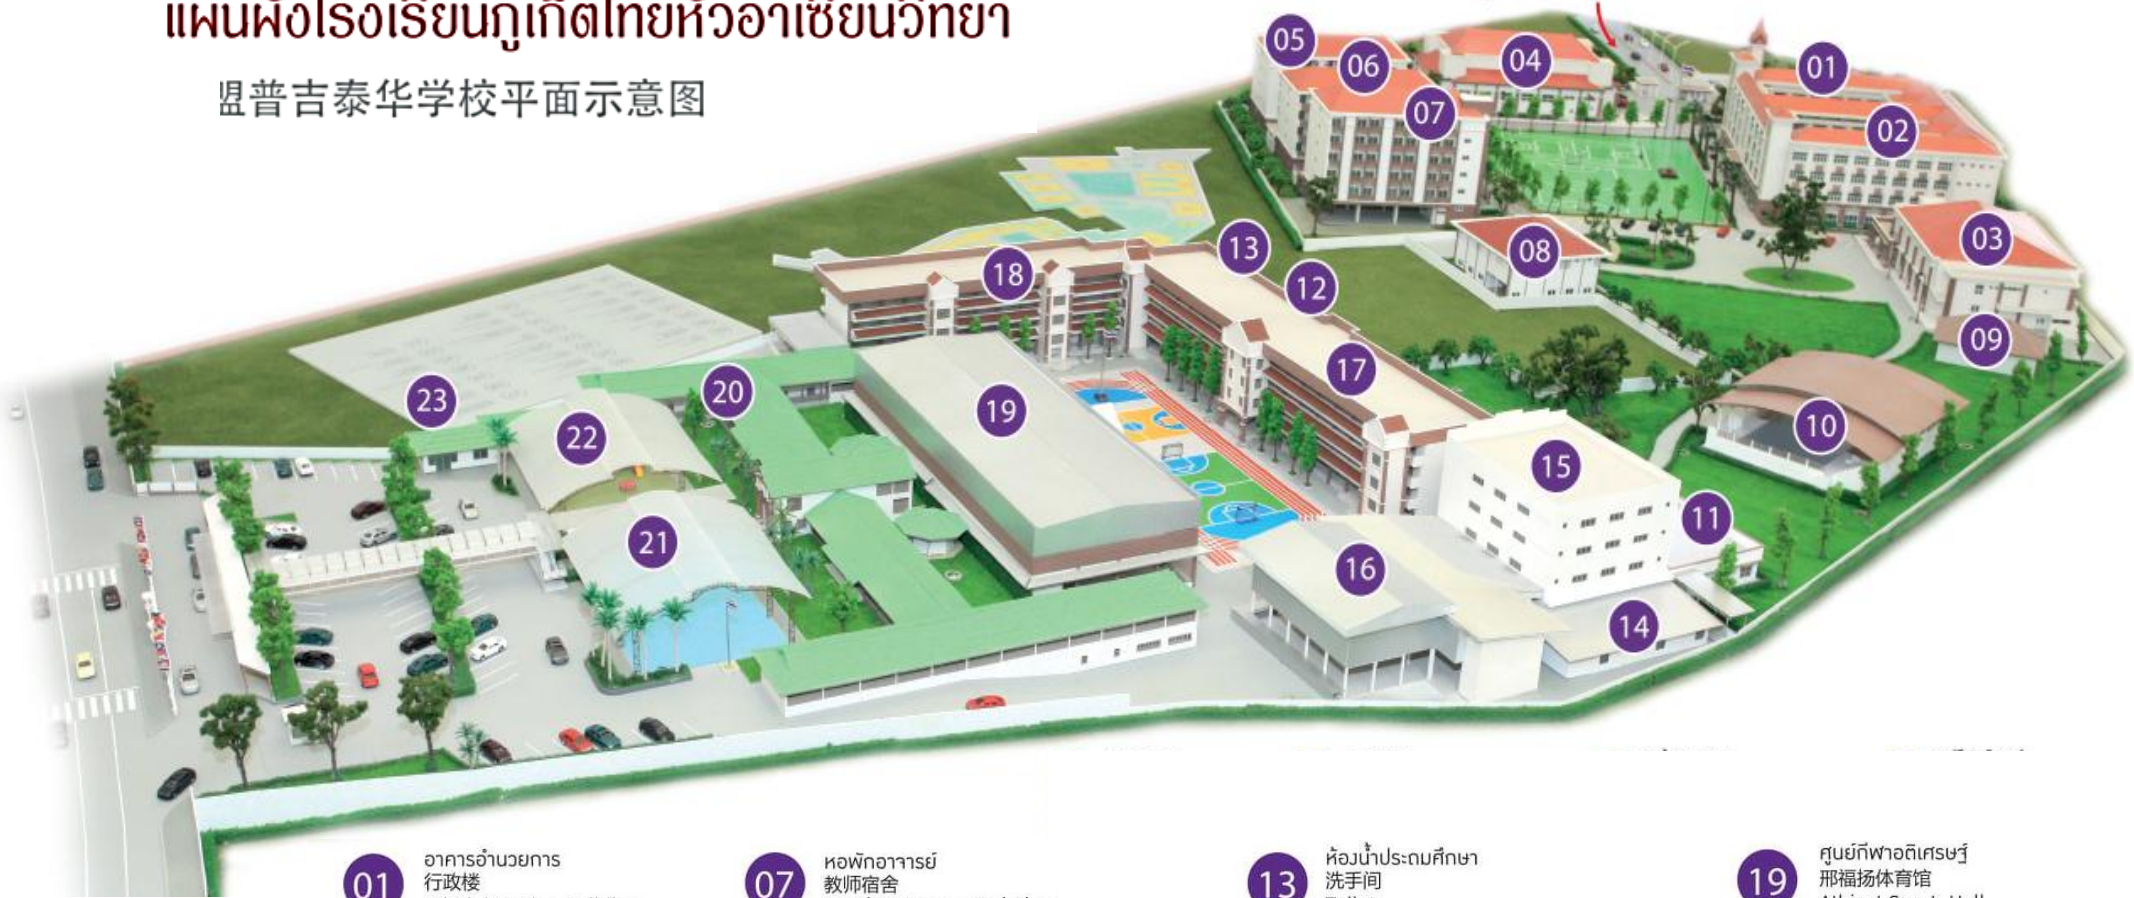 แผนผังโรงเรียนภูเก็ตไทยหัวอาเซียนวิทยา
盟普吉泰华学校平面示意图
05
06
04
01
07
02
13
08
03
18
12
09
17
23
20
19
22
10
15
11
21
16
14
01
อาคารอำนวยการ
行政楼
07
หอพักอาจารย์
教师宿舍
13
ห้องน้ำประถมศึกษา
洗手间
19
ศูนย์กีฬาอติเศรษฐ์
邢福扬体育馆